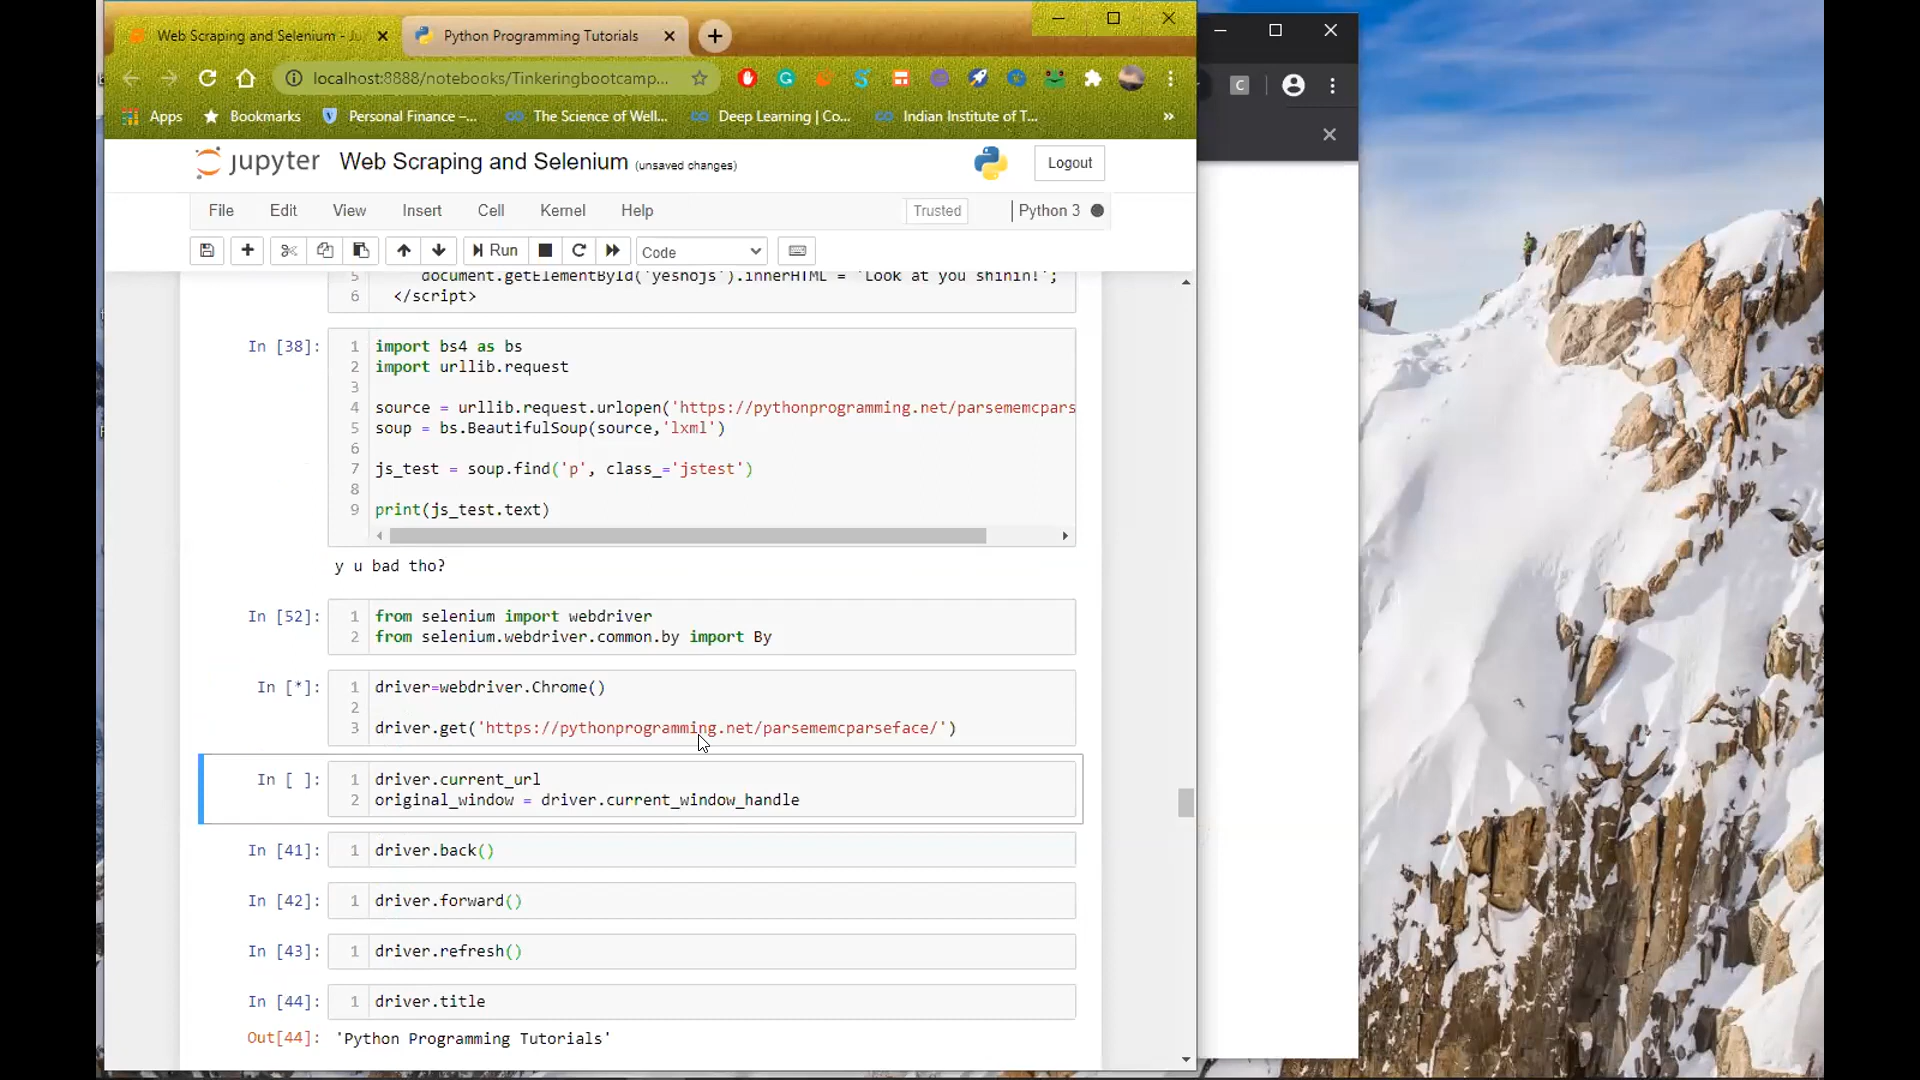 Web Scraping and Selenium - Ju
Python Programming Tutorials
localhost:8888/notebooks/Tinkeringbootcamp...
Apps
Bookmarks
Personal Finance –...
The Science of Well...
Deep Learning | Co...
Indian Institute of T...
»
jupyter
Web Scraping and Selenium (unsaved changes)
Logout
File
Edit
View
Insert
Cell
Kernel
Help
Trusted
Python 3
Run
Code
5 document.getElementById('yesnojs').innerHTML = 'Look at you shinin!';
6 </script>
In [38]:
1 import bs4 as bs
2 import urllib.request
3
4 source = urllib.request.urlopen('https://pythonprogramming.net/parsememcpars
5 soup = bs.BeautifulSoup(source,'lxml')
6
7 js_test = soup.find('p', class_='jstest')
8
9 print(js_test.text)
y u bad tho?
In [52]:
1 from selenium import webdriver
2 from selenium.webdriver.common.by import By
In [*]:
1 driver=webdriver.Chrome()
2
3 driver.get('https://pythonprogramming.net/parsememcparseface/')
In [ ]:
1 driver.current_url
2 original_window = driver.current_window_handle
In [41]:
1 driver.back()
In [42]:
1 driver.forward()
In [43]:
1 driver.refresh()
In [44]:
1 driver.title
Out[44]: 'Python Programming Tutorials'
C